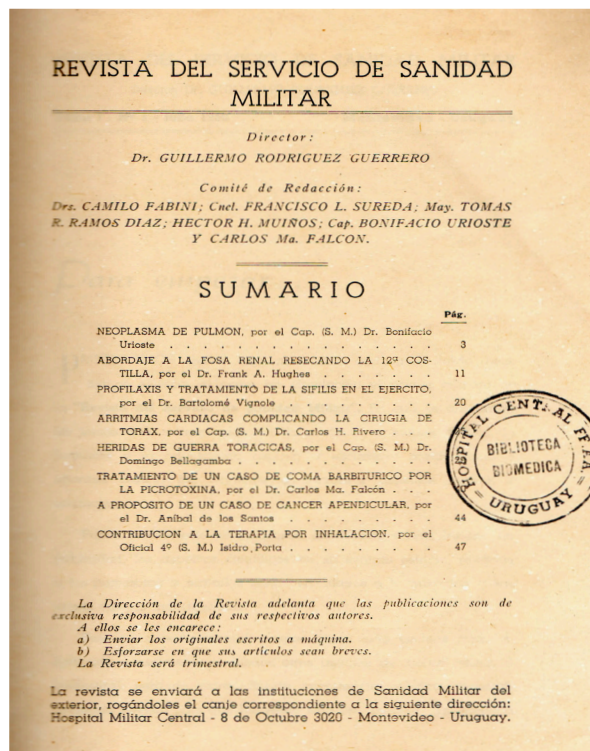 REVISTA DEL SERVICIO DE SANIDAD
MILITAR
Director:
Dr. GUILLERMO RODRIGUEZ GUERRERO
Comité de Redacción:
Drs. CAMILO FABINI; Cnel. FRANCISCO L. SUREDA; May. TOMAS
R. RAMOS DIAZ; HECTOR H. MUIÑOS; Cap. BONIFACIO URIOSTE
Y CARLOS Ma. FALCON.
SUMARIO
Pág.
NEOPLASMA DE PULMON, por el Cap. (S. M.) Dr. Bonifacio
Urioste . . . . . . . . . . . . . . . 3
ABORDAJE A LA FOSA RENAL RESECANDO LA 12ª COS-
TILLA, por el Dr. Frank A. Hughes . . . . . . . 11
PROFILAXIS Y TRATAMIENTO DE LA SIFILIS EN EL EJERCITO,
por el Dr. Bartolomé Vignole . . . . . . . . . 20
ARRITMIAS CARDIACAS COMPLICANDO LA CIRUGIA DE
TORAX, por el Cap. (S. M.) Dr. Carlos H. Rivero . . .
HERIDAS DE GUERRA TORACICAS, por el Cap. (S. M.) Dr.
Domingo Bellagamba . . . . . . . . . . . .
TRATAMIENTO DE UN CASO DE COMA BARBITURICO POR
LA PICROTOXINA, por el Dr. Carlos Ma. Falcón . . .
A PROPOSITO DE UN CASO DE CANCER APENDICULAR, por
el Dr. Aníbal de los Santos . . . . . . . . . 44
CONTRIBUCION A LA TERAPIA POR INHALACION, por el
Oficial 4º (S. M.) Isidro Porta . . . . . . . . . 47
HOSPITAL CENTRAL FF.AA.
BIBLIOTECA
BIOMEDICA
URUGUAY
La Dirección de la Revista adelanta que las publicaciones son de
exclusiva responsabilidad de sus respectivos autores.
A ellos se les encarece:
a) Enviar los originales escritos a máquina.
b) Esforzarse en que sus artículos sean breves.
La Revista será trimestral.
La revista se enviará a las instituciones de Sanidad Militar del
exterior, rogándoles el canje correspondiente a la siguiente dirección:
Hospital Militar Central - 8 de Octubre 3020 - Montevideo - Uruguay.